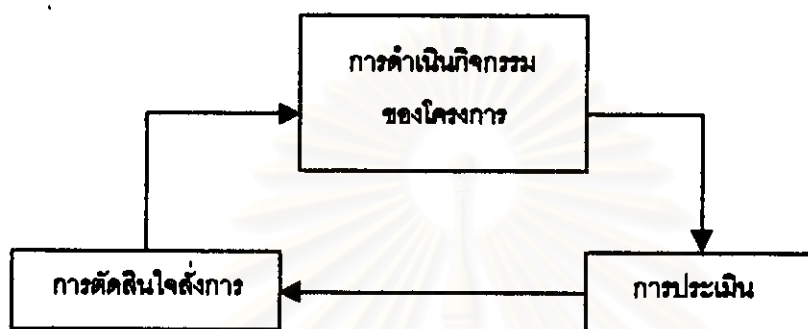 การดำเนินกิจกรรม
ของโครงการ
การตัดสินใจสั่งการ
การประเมิน